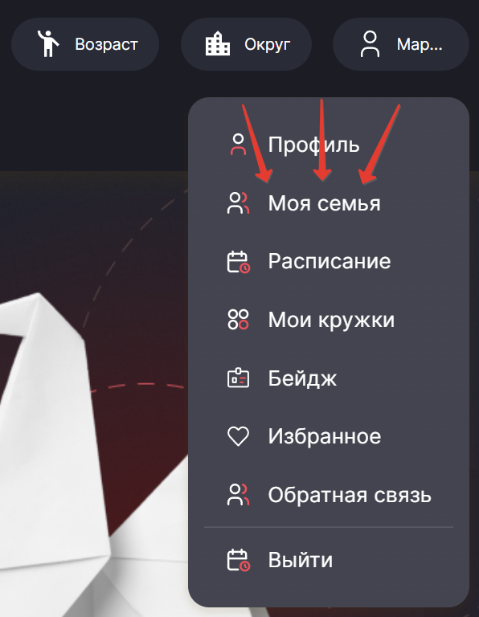 Возраст
Округ
Мар...
Профиль
Моя семья
Расписание
Мои кружки
Бейдж
Избранное
Обратная связь
Выйти